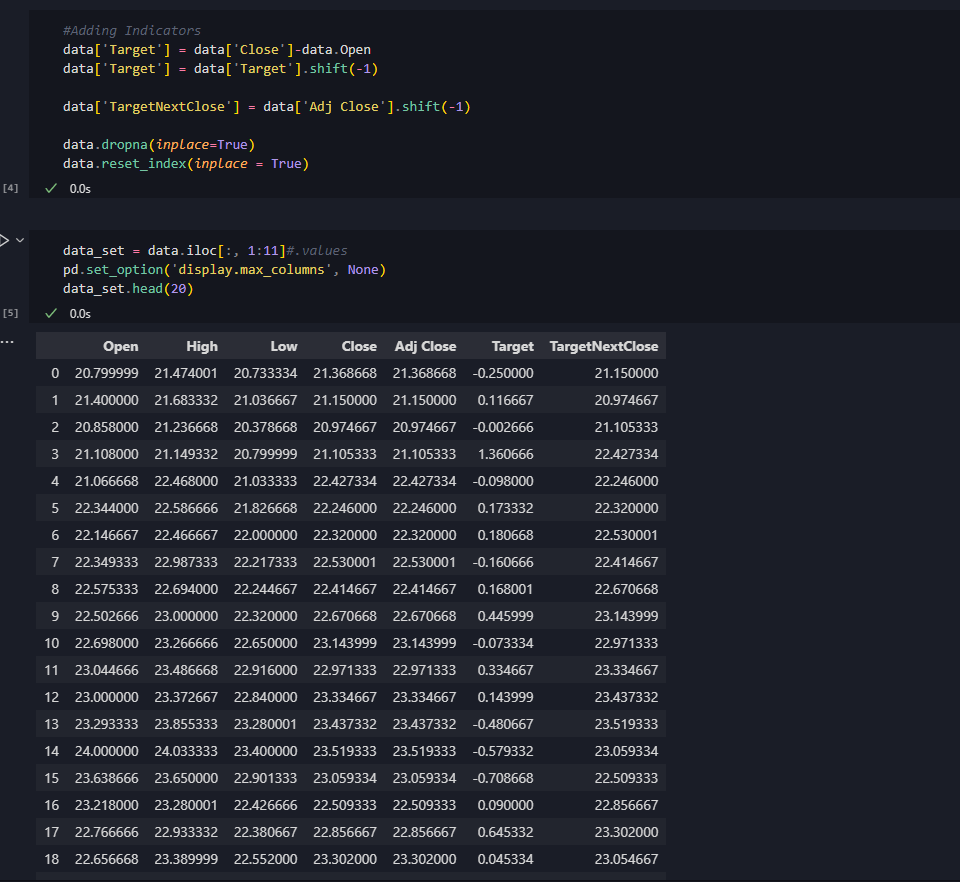 #Adding Indicators
data['Target'] = data['Close']-data.Open
data['Target'] = data['Target'].shift(-1)
data['TargetNextClose'] = data['Adj Close'].shift(-1)
data.dropna(inplace=True)
data.reset_index(inplace = True)
[4] ✓ 0.0s
data_set = data.iloc[:, 1:11]#.values
pd.set_option('display.max_columns', None)
data_set.head(20)
[5] ✓ 0.0s
... Open High Low Close Adj Close Target TargetNextClose
0 20.799999 21.474001 20.733334 21.368668 21.368668 -0.250000 21.150000
1 21.400000 21.683332 21.036667 21.150000 21.150000 0.116667 20.974667
2 20.858000 21.236668 20.378668 20.974667 20.974667 -0.002666 21.105333
3 21.108000 21.149332 20.799999 21.105333 21.105333 1.360666 22.427334
4 21.066668 22.468000 21.033333 22.427334 22.427334 -0.098000 22.246000
5 22.344000 22.586666 21.826668 22.246000 22.246000 0.173332 22.320000
6 22.146667 22.466667 22.000000 22.320000 22.320000 0.180668 22.530001
7 22.349333 22.987333 22.217333 22.530001 22.530001 -0.160666 22.414667
8 22.575333 22.694000 22.244667 22.414667 22.414667 0.168001 22.670668
9 22.502666 23.000000 22.320000 22.670668 22.670668 0.445999 23.143999
10 22.698000 23.266666 22.650000 23.143999 23.143999 -0.073334 22.971333
11 23.044666 23.486668 22.916000 22.971333 22.971333 0.334667 23.334667
12 23.000000 23.372667 22.840000 23.334667 23.334667 0.143999 23.437332
13 23.293333 23.855333 23.280001 23.437332 23.437332 -0.480667 23.519333
14 24.000000 24.033333 23.400000 23.519333 23.519333 -0.579332 23.059334
15 23.638666 23.650000 22.901333 23.059334 23.059334 -0.708668 22.509333
16 23.218000 23.280001 22.426666 22.509333 22.509333 0.090000 22.856667
17 22.766666 22.933332 22.380667 22.856667 22.856667 0.645332 23.302000
18 22.656668 23.389999 22.552000 23.302000 23.302000 0.045334 23.054667